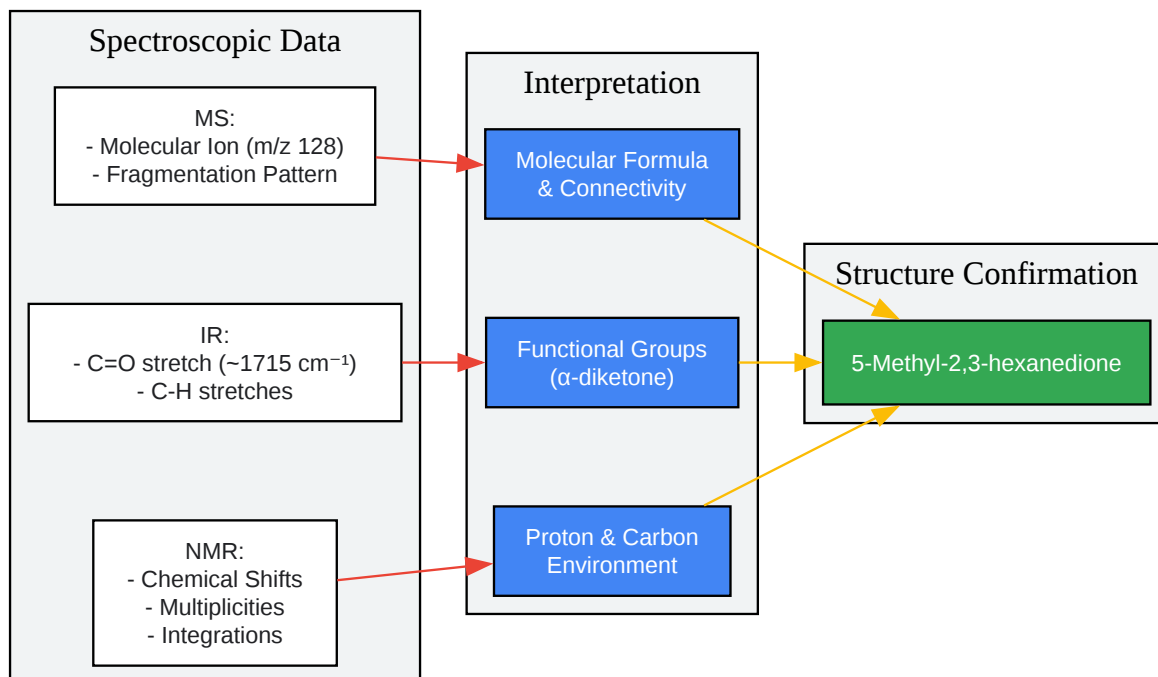 Spectroscopic Data
MS:
- Molecular Ion (m/z 128)
- Fragmentation Pattern
IR:
- C=O stretch (~1715 cm⁻¹)
- C-H stretches
NMR:
- Chemical Shifts
- Multiplicities
- Integrations
Interpretation
Molecular Formula
& Connectivity
Functional Groups
(α-diketone)
Proton & Carbon
Environment
Structure Confirmation
5-Methyl-2,3-hexanedione